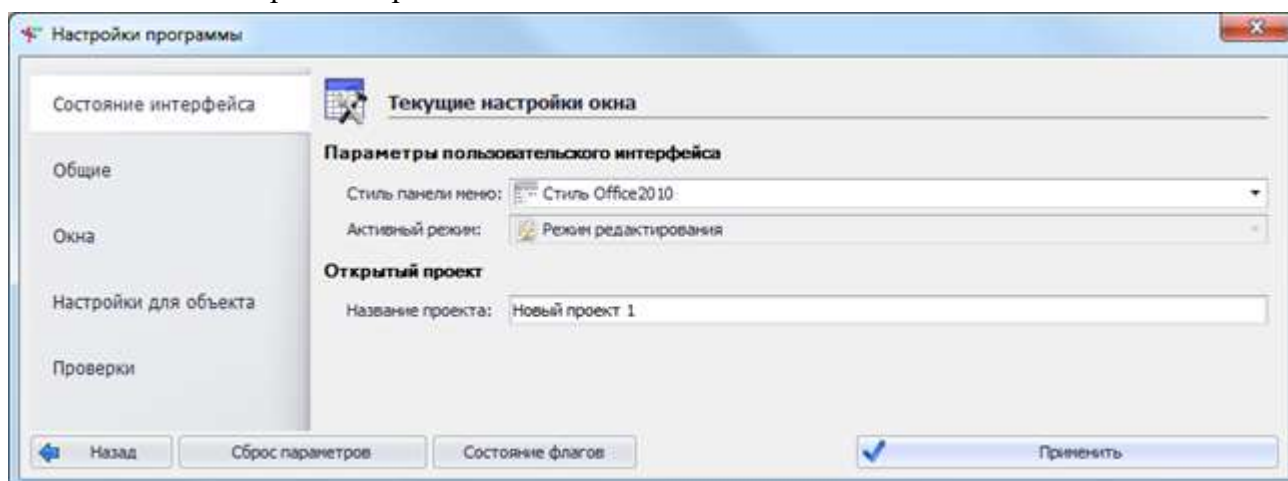 Настройки программы
Состояние интерфейса
Общие
Окна
Настройки для объекта
Проверки
Текущие настройки окна
Параметры пользовательского интерфейса
Стиль панели меню: Стиль Office2010
Активный режим: Режим редактирования
Открытый проект
Название проекта: Новый проект 1
Назад Сброс параметров Состояние флагов Применить